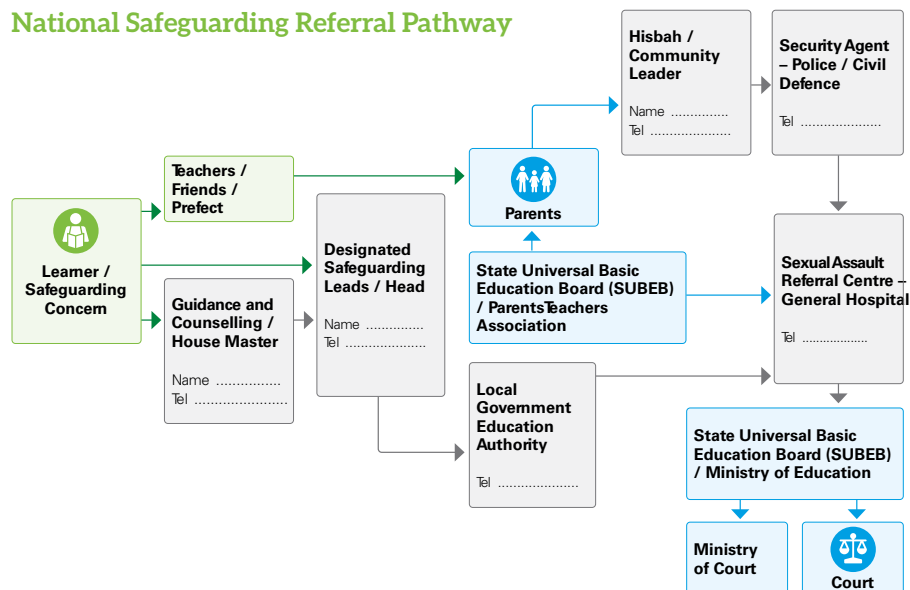 National Safeguarding Referral Pathway
Hisbah /
Community
Leader
Name ...............
Tel .....................
Security Agent
– Police / Civil
Defence
Tel .....................
Teachers /
Friends /
Prefect
Parents
Learner /
Safeguarding
Concern
Designated
Safeguarding
Leads / Head
Name ...............
Tel .....................
State Universal Basic
Education Board (SUBEB)
/ ParentsTeachers
Association
Sexual Assault
Referral Centre –
General Hospital
Tel ...................
Guidance and
Counselling /
House Master
Name .................
Tel ........................
Local
Government
Education
Authority
Tel .....................
State Universal Basic
Education Board (SUBEB)
/ Ministry of Education
Ministry
of Court
Court